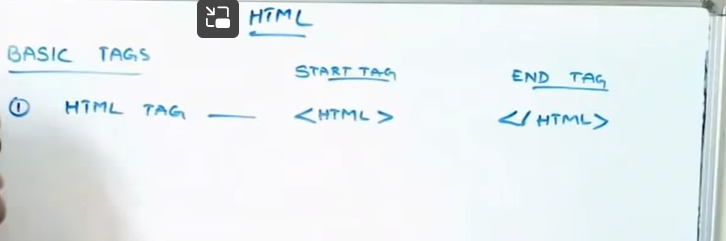 HTML
BASIC TAGS
START TAG END TAG
① HTML TAG — <HTML> </HTML>